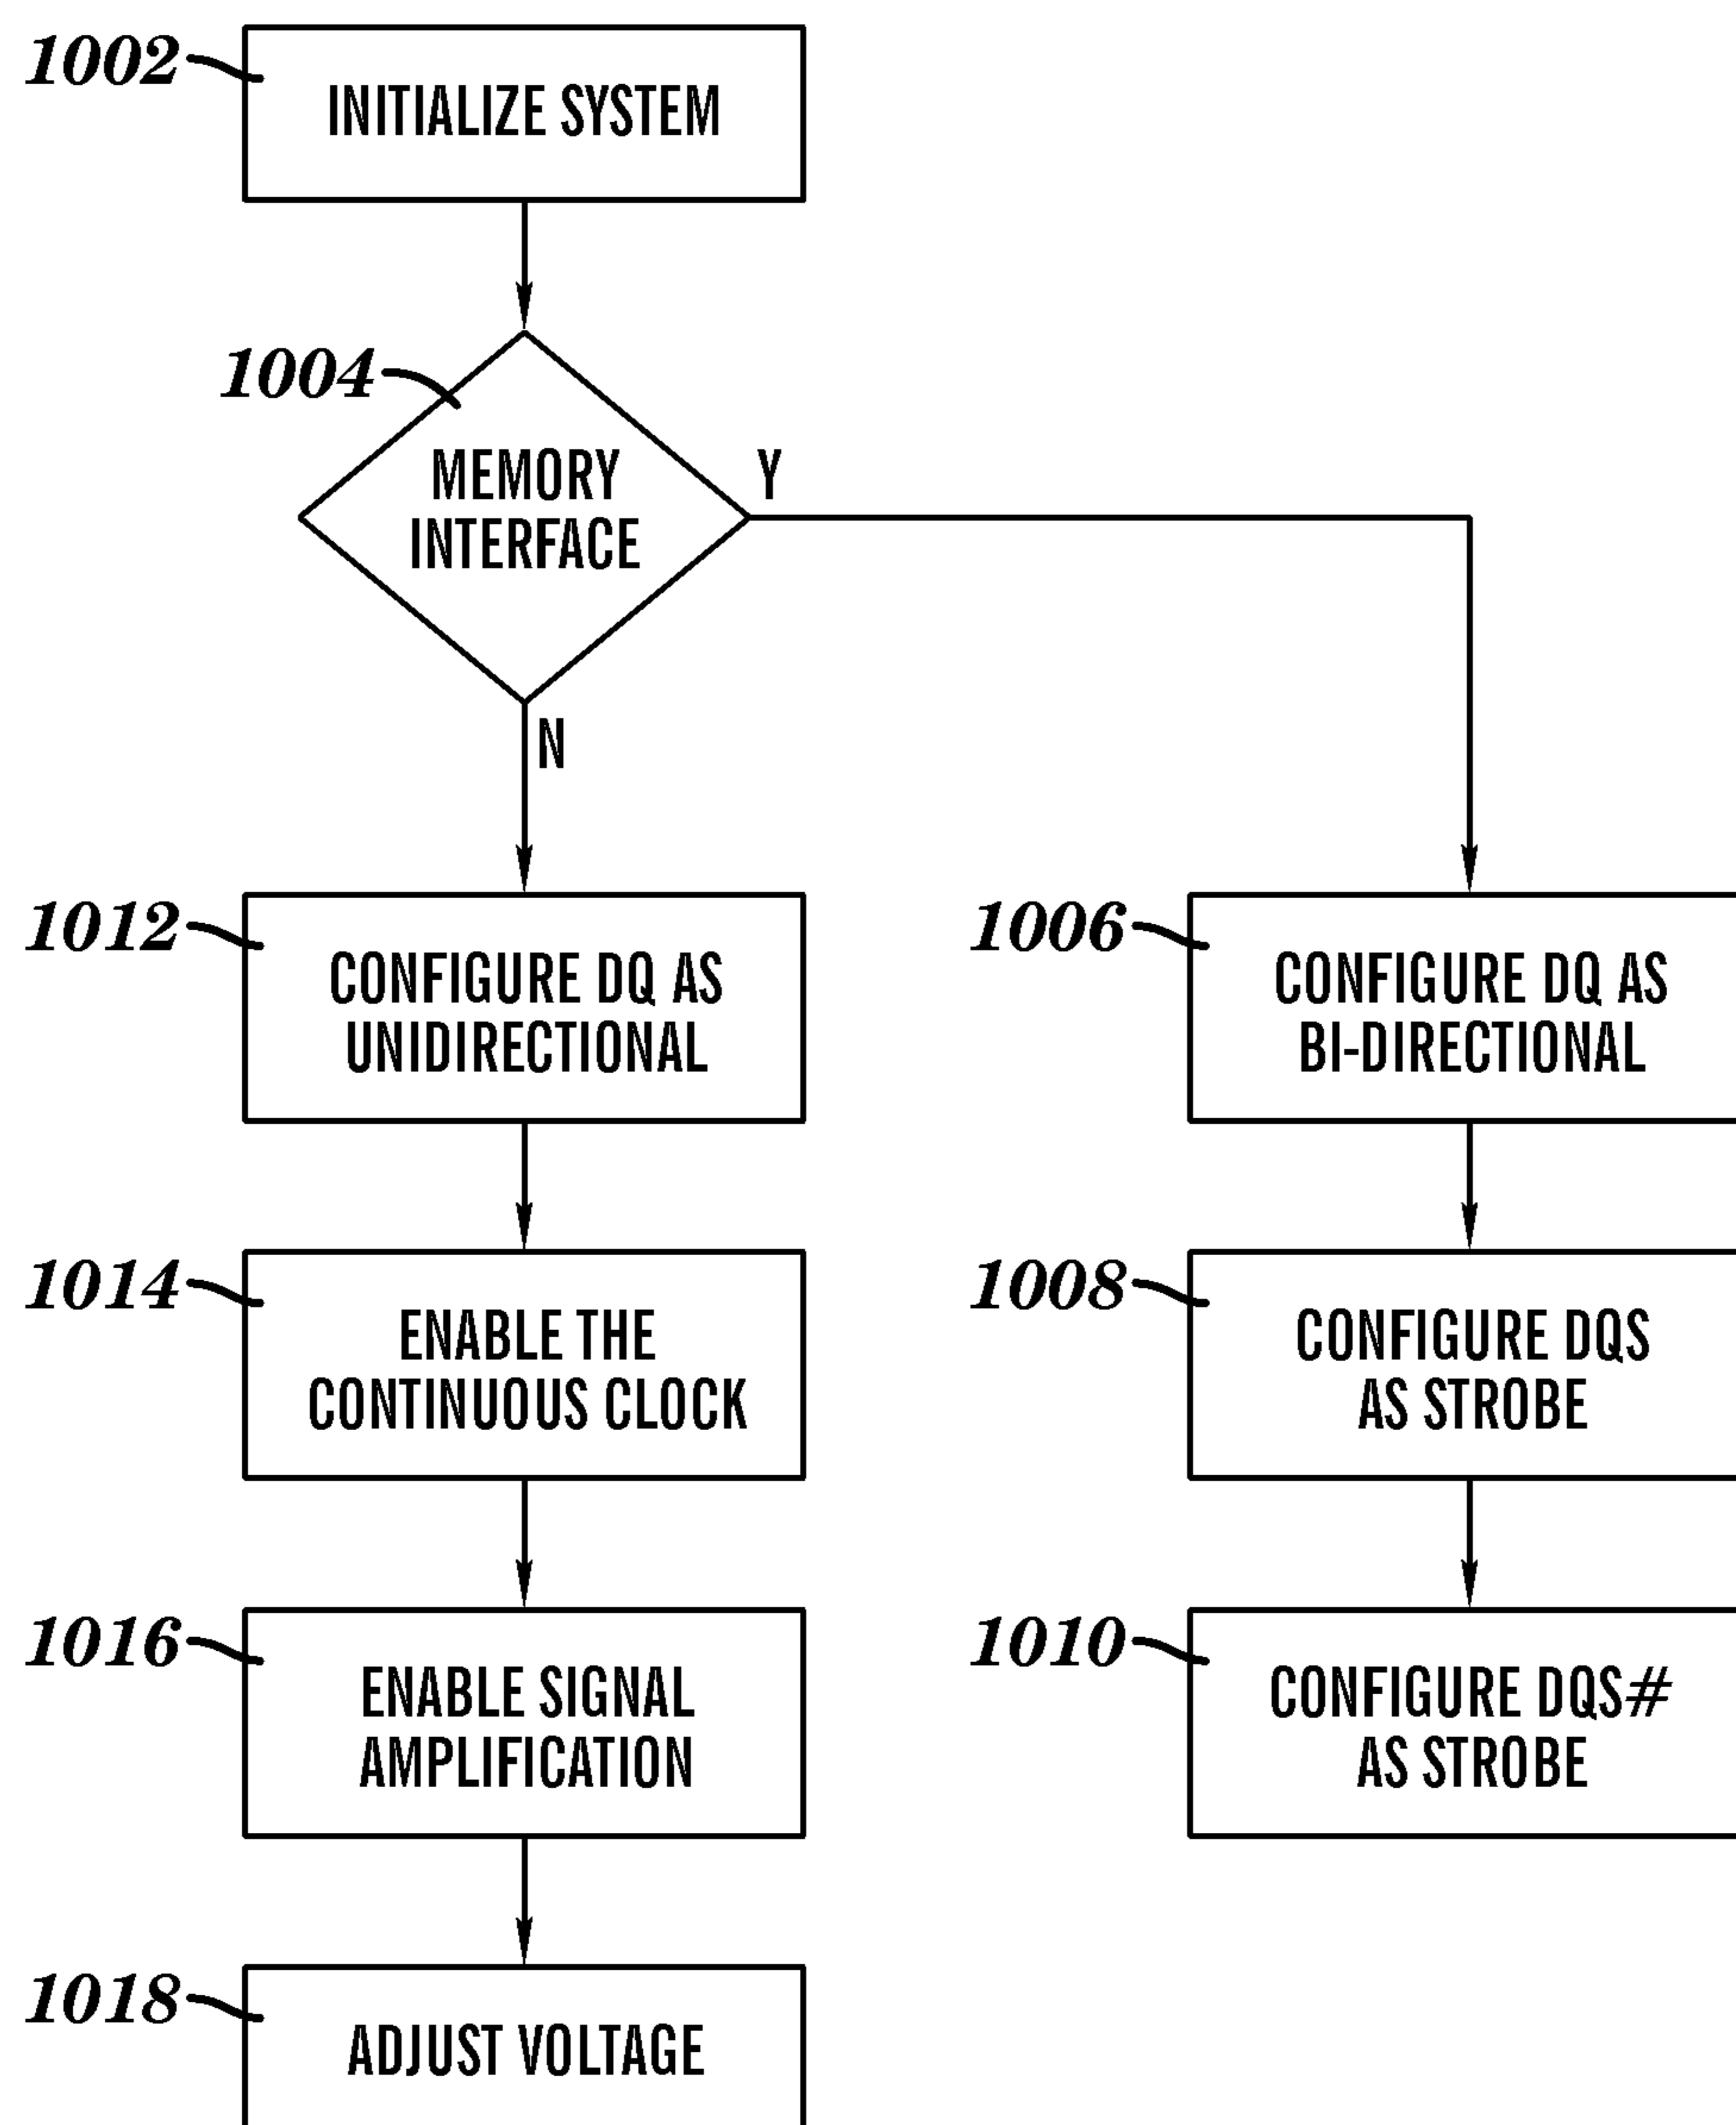 1002
INITIALIZE SYSTEM
1004
MEMORY
INTERFACE
Y
N
1012
CONFIGURE DQ AS
UNIDIRECTIONAL
1006
CONFIGURE DQ AS
BI-DIRECTIONAL
1014
ENABLE THE
CONTINUOUS CLOCK
1008
CONFIGURE DQS
AS STROBE
1016
ENABLE SIGNAL
AMPLIFICATION
1010
CONFIGURE DQS#
AS STROBE
1018
ADJUST VOLTAGE